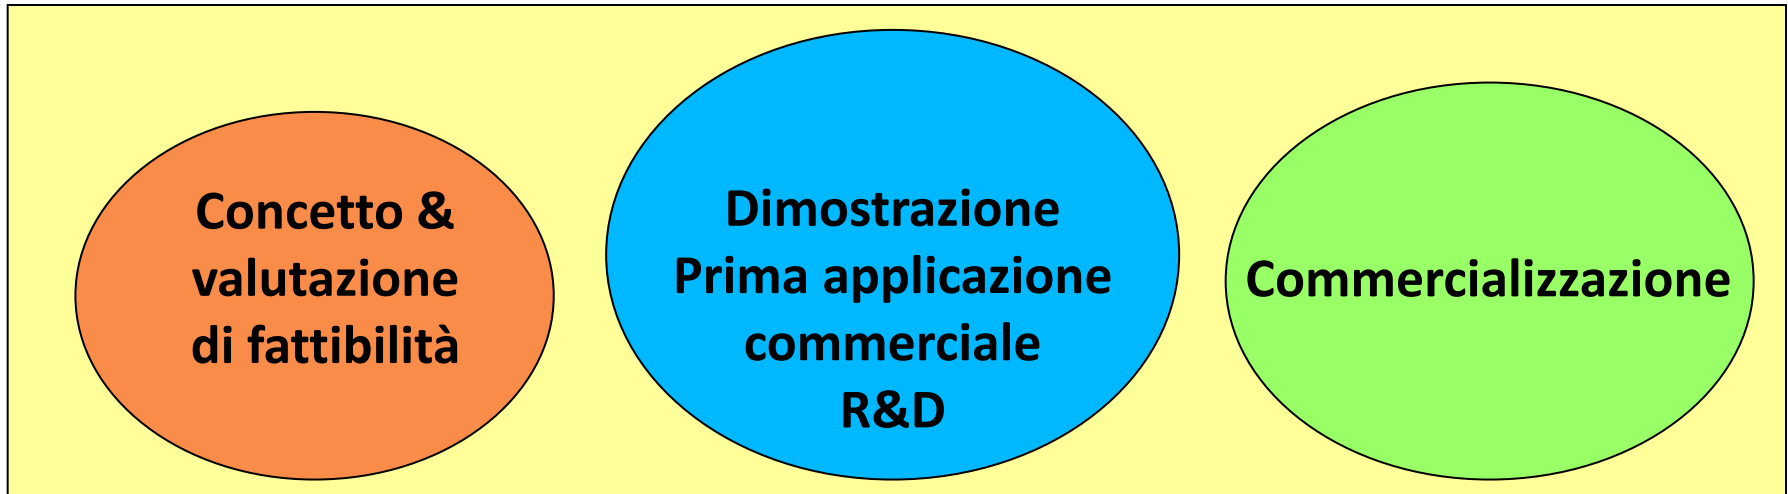 Concetto &
valutazione
di fattibilità
Dimostrazione
Prima applicazione
commerciale
R&D
Commercializzazione